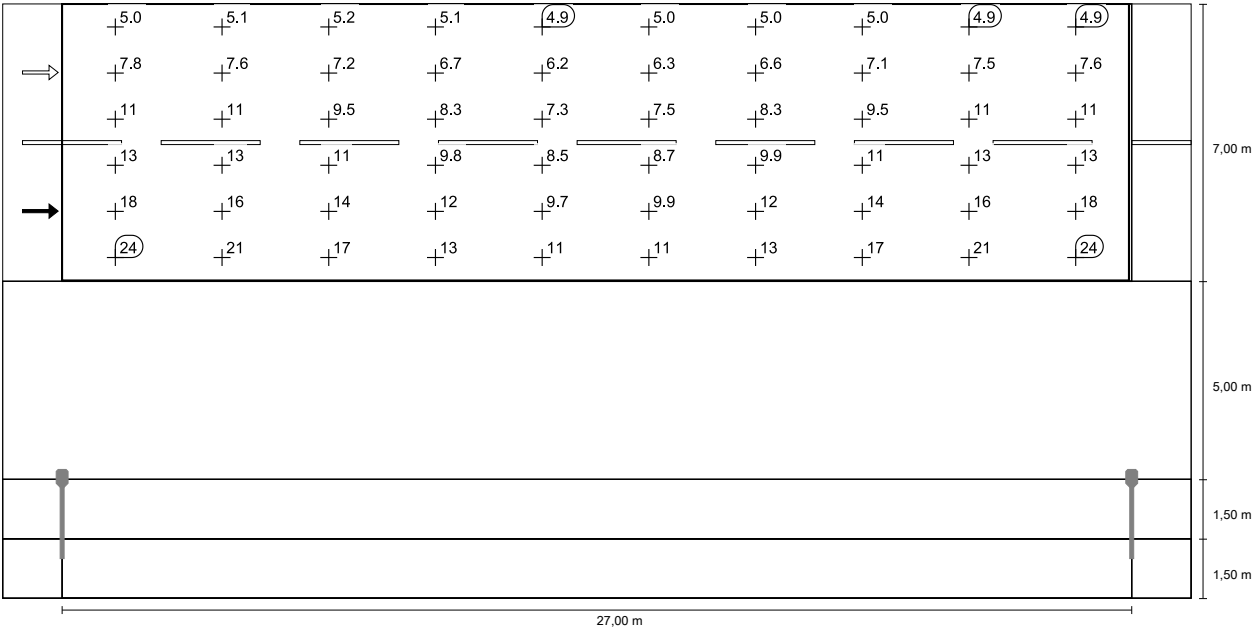 5.0 5.1 5.2 5.1 4.9 5.0 5.0 5.0 4.9 4.9
7.8 7.6 7.2 6.7 6.2 6.3 6.6 7.1 7.5 7.6
11 11 9.5 8.3 7.3 7.5 8.3 9.5 11 11
7,00 m
13 13 11 9.8 8.5 8.7 9.9 11 13 13
18 16 14 12 9.7 9.9 12 14 16 18
24 21 17 13 11 11 13 17 21 24
5,00 m
1,50 m
1,50 m
27,00 m